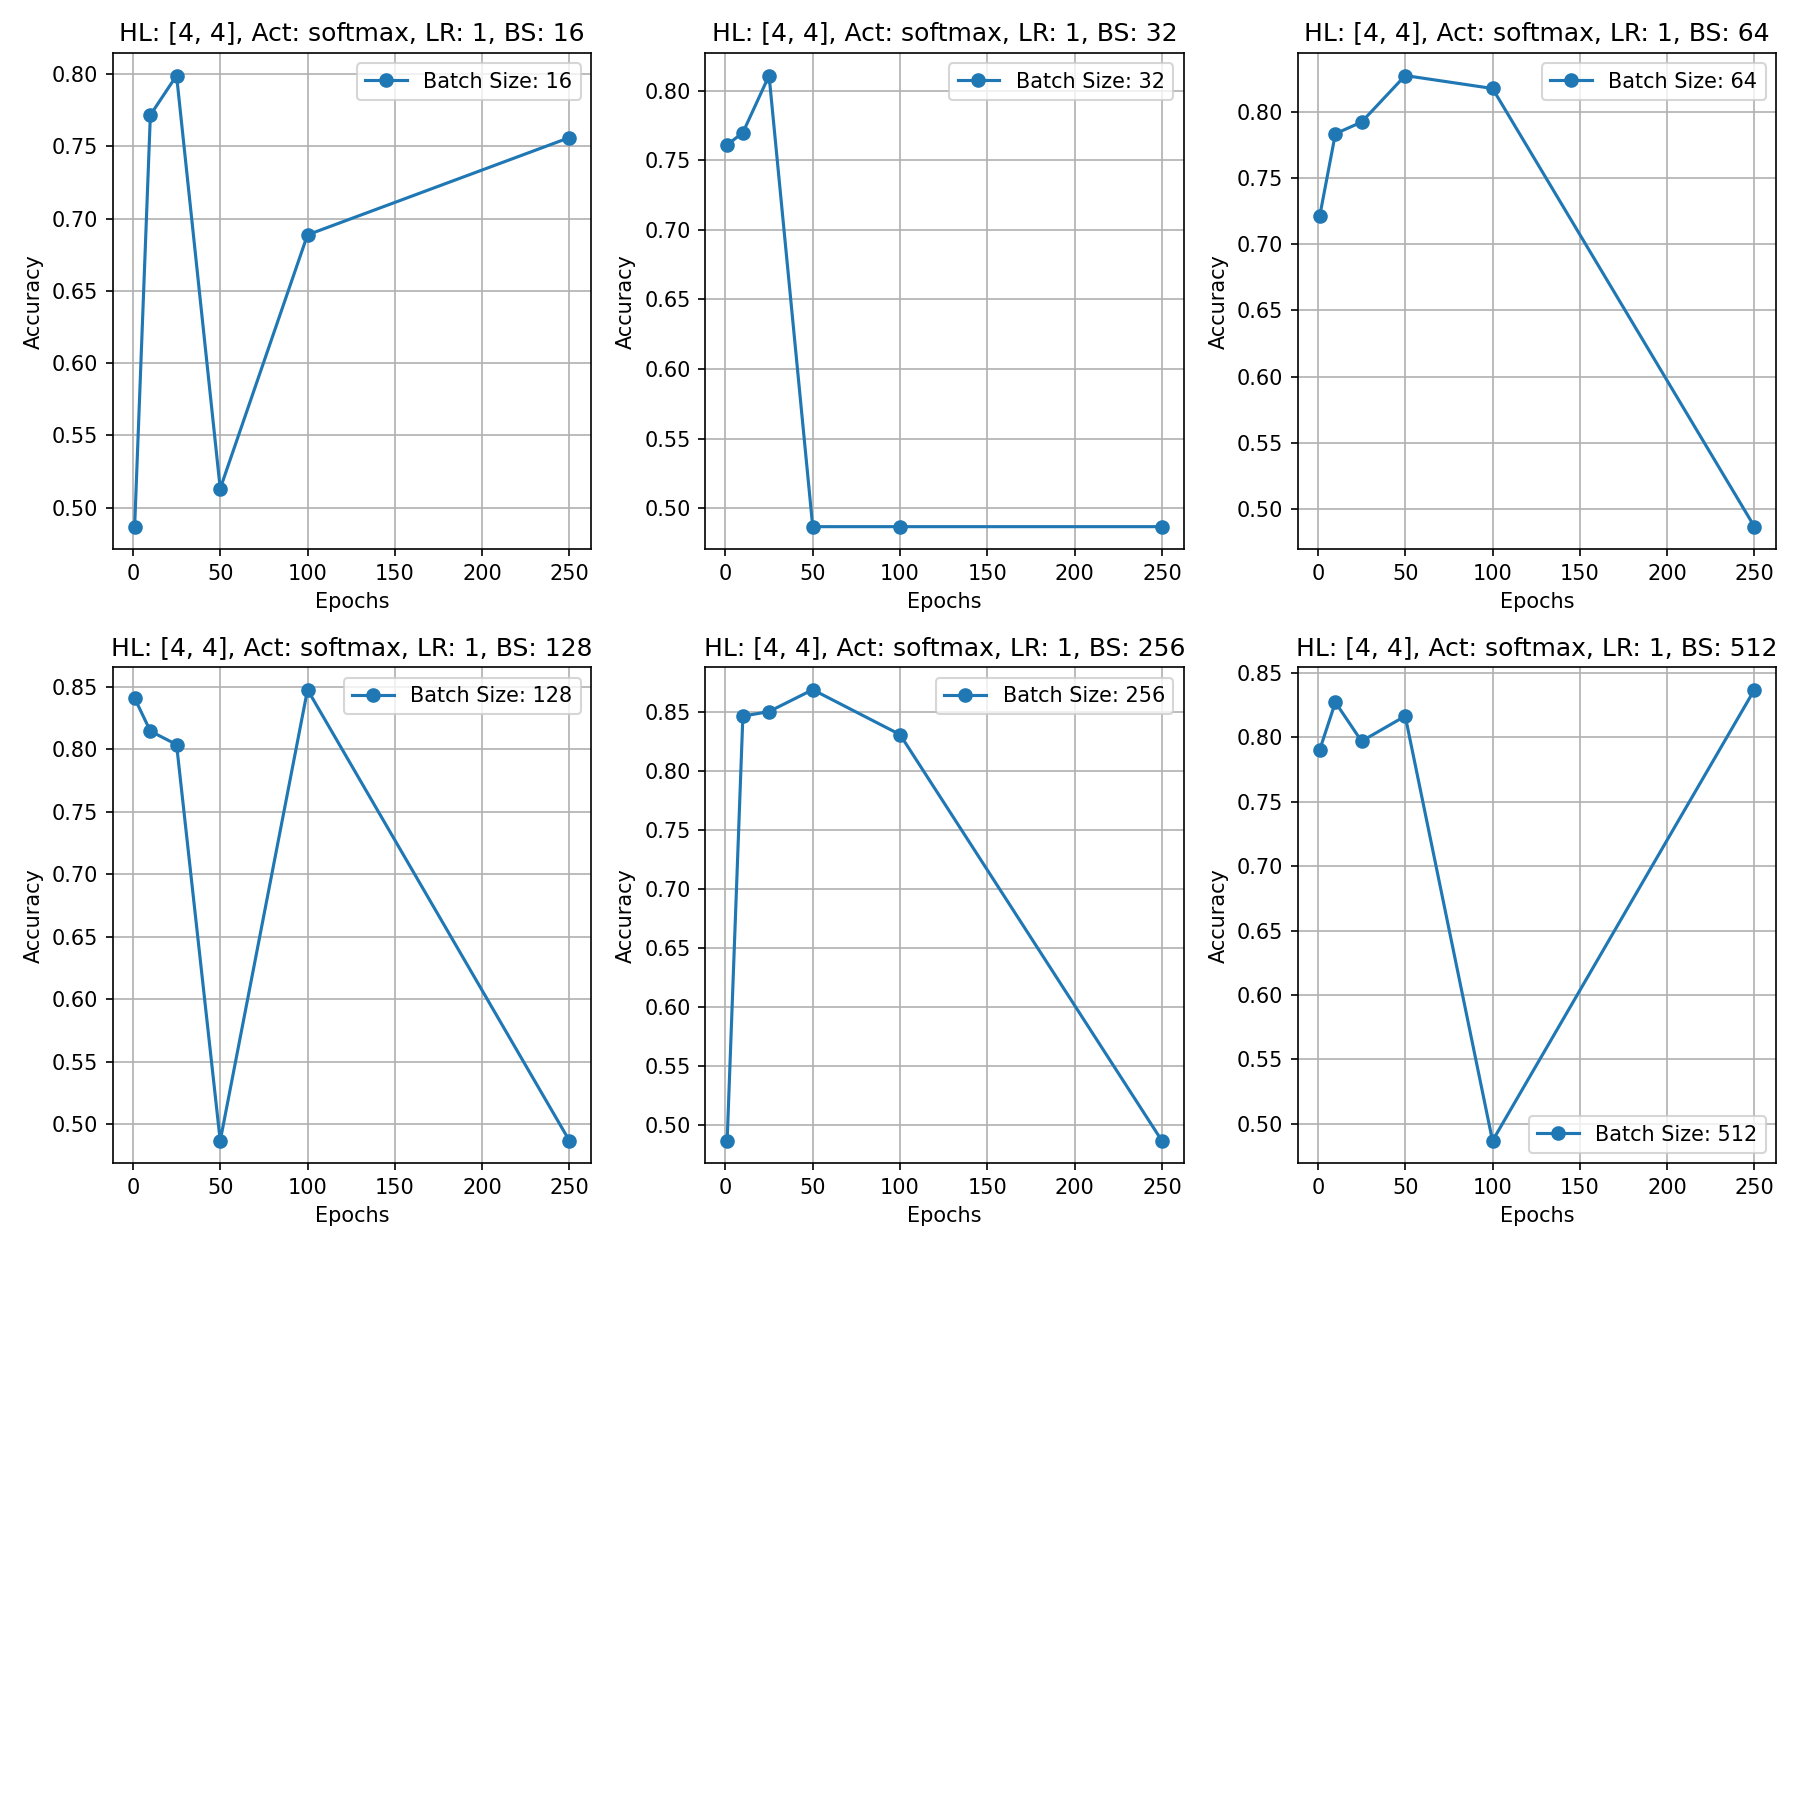 HL: [4, 4], Act: softmax, LR: 1, BS: 16
Batch Size: 16
0.80
0.75
0.70
0.65
0.60
0.55
0.50
Accuracy
0 50 100 150 200 250
Epochs
HL: [4, 4], Act: softmax, LR: 1, BS: 32
Batch Size: 32
0.80
0.75
0.70
0.65
0.60
0.55
0.50
Accuracy
0 50 100 150 200 250
Epochs
HL: [4, 4], Act: softmax, LR: 1, BS: 64
Batch Size: 64
0.80
0.75
0.70
0.65
0.60
0.55
0.50
Accuracy
0 50 100 150 200 250
Epochs
HL: [4, 4], Act: softmax, LR: 1, BS: 128
Batch Size: 128
0.85
0.80
0.75
0.70
0.65
0.60
0.55
0.50
Accuracy
0 50 100 150 200 250
Epochs
HL: [4, 4], Act: softmax, LR: 1, BS: 256
Batch Size: 256
0.85
0.80
0.75
0.70
0.65
0.60
0.55
0.50
Accuracy
0 50 100 150 200 250
Epochs
HL: [4, 4], Act: softmax, LR: 1, BS: 512
0.85
0.80
0.75
0.70
0.65
0.60
0.55
0.50
Accuracy
Batch Size: 512
0 50 100 150 200 250
Epochs